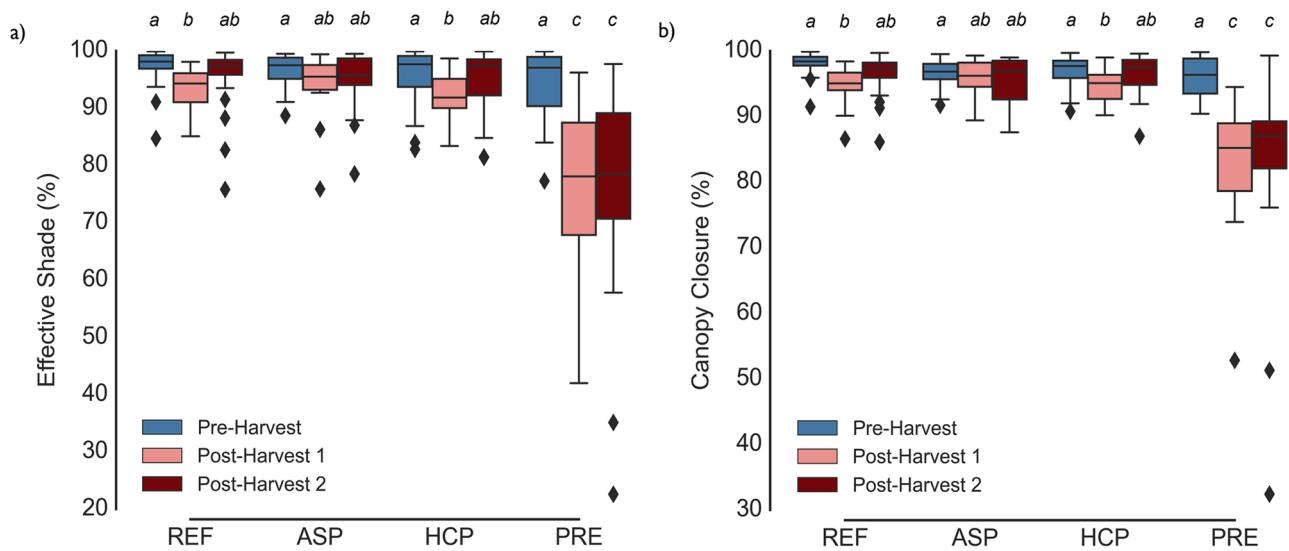 a)
a b ab a ab ab a b ab a c c
100
90
80
70
60
50
40
30
20
Effective Shade (%)
Pre-Harvest
Post-Harvest 1
Post-Harvest 2
REF ASP HCP PRE
b)
a b ab a ab ab a b ab a c c
100
90
80
70
60
50
40
30
Canopy Closure (%)
Pre-Harvest
Post-Harvest 1
Post-Harvest 2
REF ASP HCP PRE